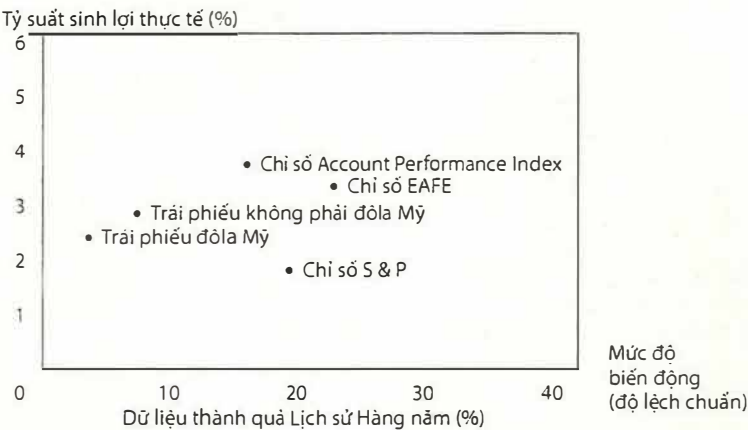 Tỷ suất sinh lợi thực tế (%)
6
5
4
• Chỉ số Account Performance Index
• Chỉ số EAFE
3
• Trái phiếu không phải đôla Mỹ
• Trái phiếu đôla Mỹ
2
• Chỉ số S & P
1
Mức độ
biến động
(độ lệch chuẩn)
0 10 20 30 40
Dữ liệu thành quả Lịch sử Hàng năm (%)